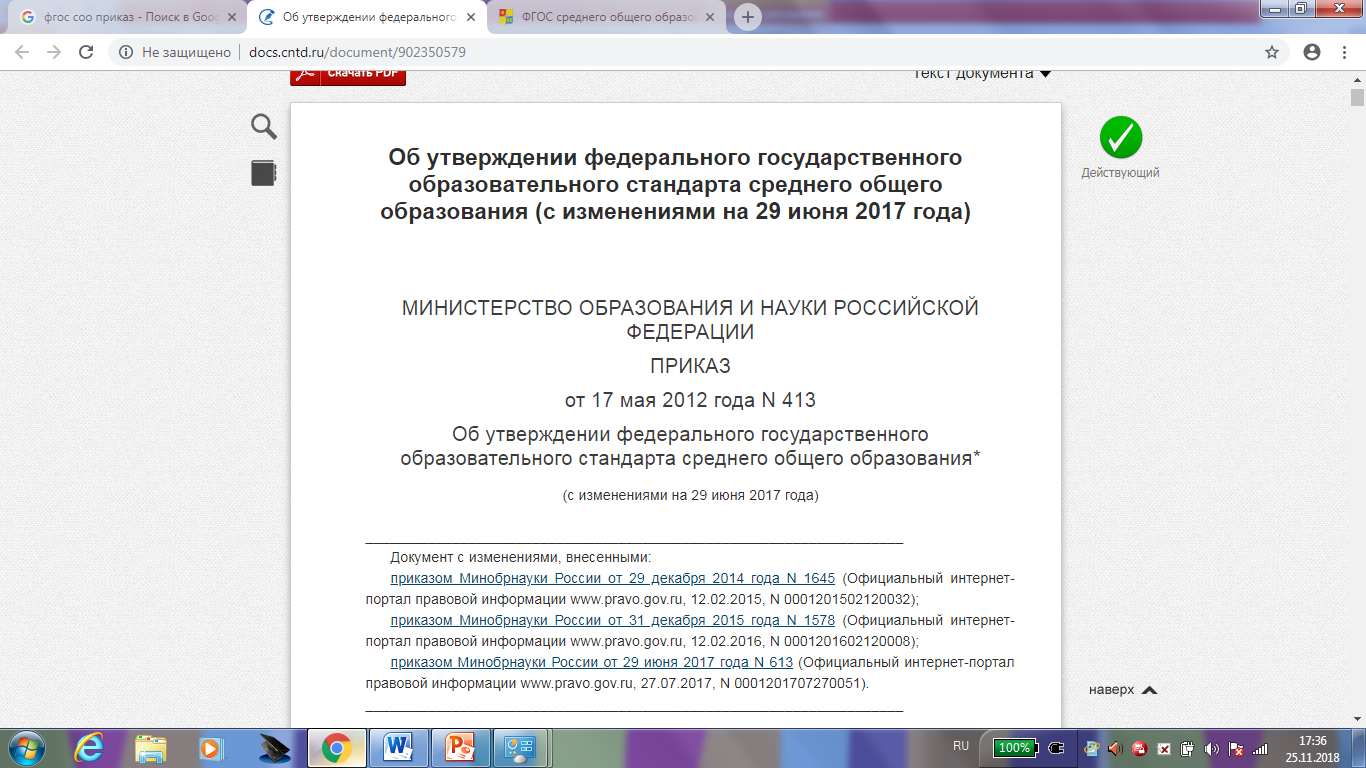 фгос соо приказ - Поиск в Goo
Об утверждении федерального
ФГОС среднего общего образо
Не защищено
docs.cntd.ru/document/902350579
Скачать PDF
Текст документа
Об утверждении федерального государственного
образовательного стандарта среднего общего
образования (с изменениями на 29 июня 2017 года)
Действующий
МИНИСТЕРСТВО ОБРАЗОВАНИЯ И НАУКИ РОССИЙСКОЙ
ФЕДЕРАЦИИ
ПРИКАЗ
от 17 мая 2012 года N 413
Об утверждении федерального государственного
образовательного стандарта среднего общего образования*
(с изменениями на 29 июня 2017 года)
Документ с изменениями, внесенными:
приказом Минобрнауки России от 29 декабря 2014 года N 1645 (Официальный интернет-
портал правовой информации www.pravo.gov.ru, 12.02.2015, N 0001201502120032);
приказом Минобрнауки России от 31 декабря 2015 года N 1578 (Официальный интернет-
портал правовой информации www.pravo.gov.ru, 12.02.2016, N 0001201602120008);
приказом Минобрнауки России от 29 июня 2017 года N 613 (Официальный интернет-портал
правовой информации www.pravo.gov.ru, 27.07.2017, N 0001201707270051).
наверх
RU
100%
17:36
25.11.2018